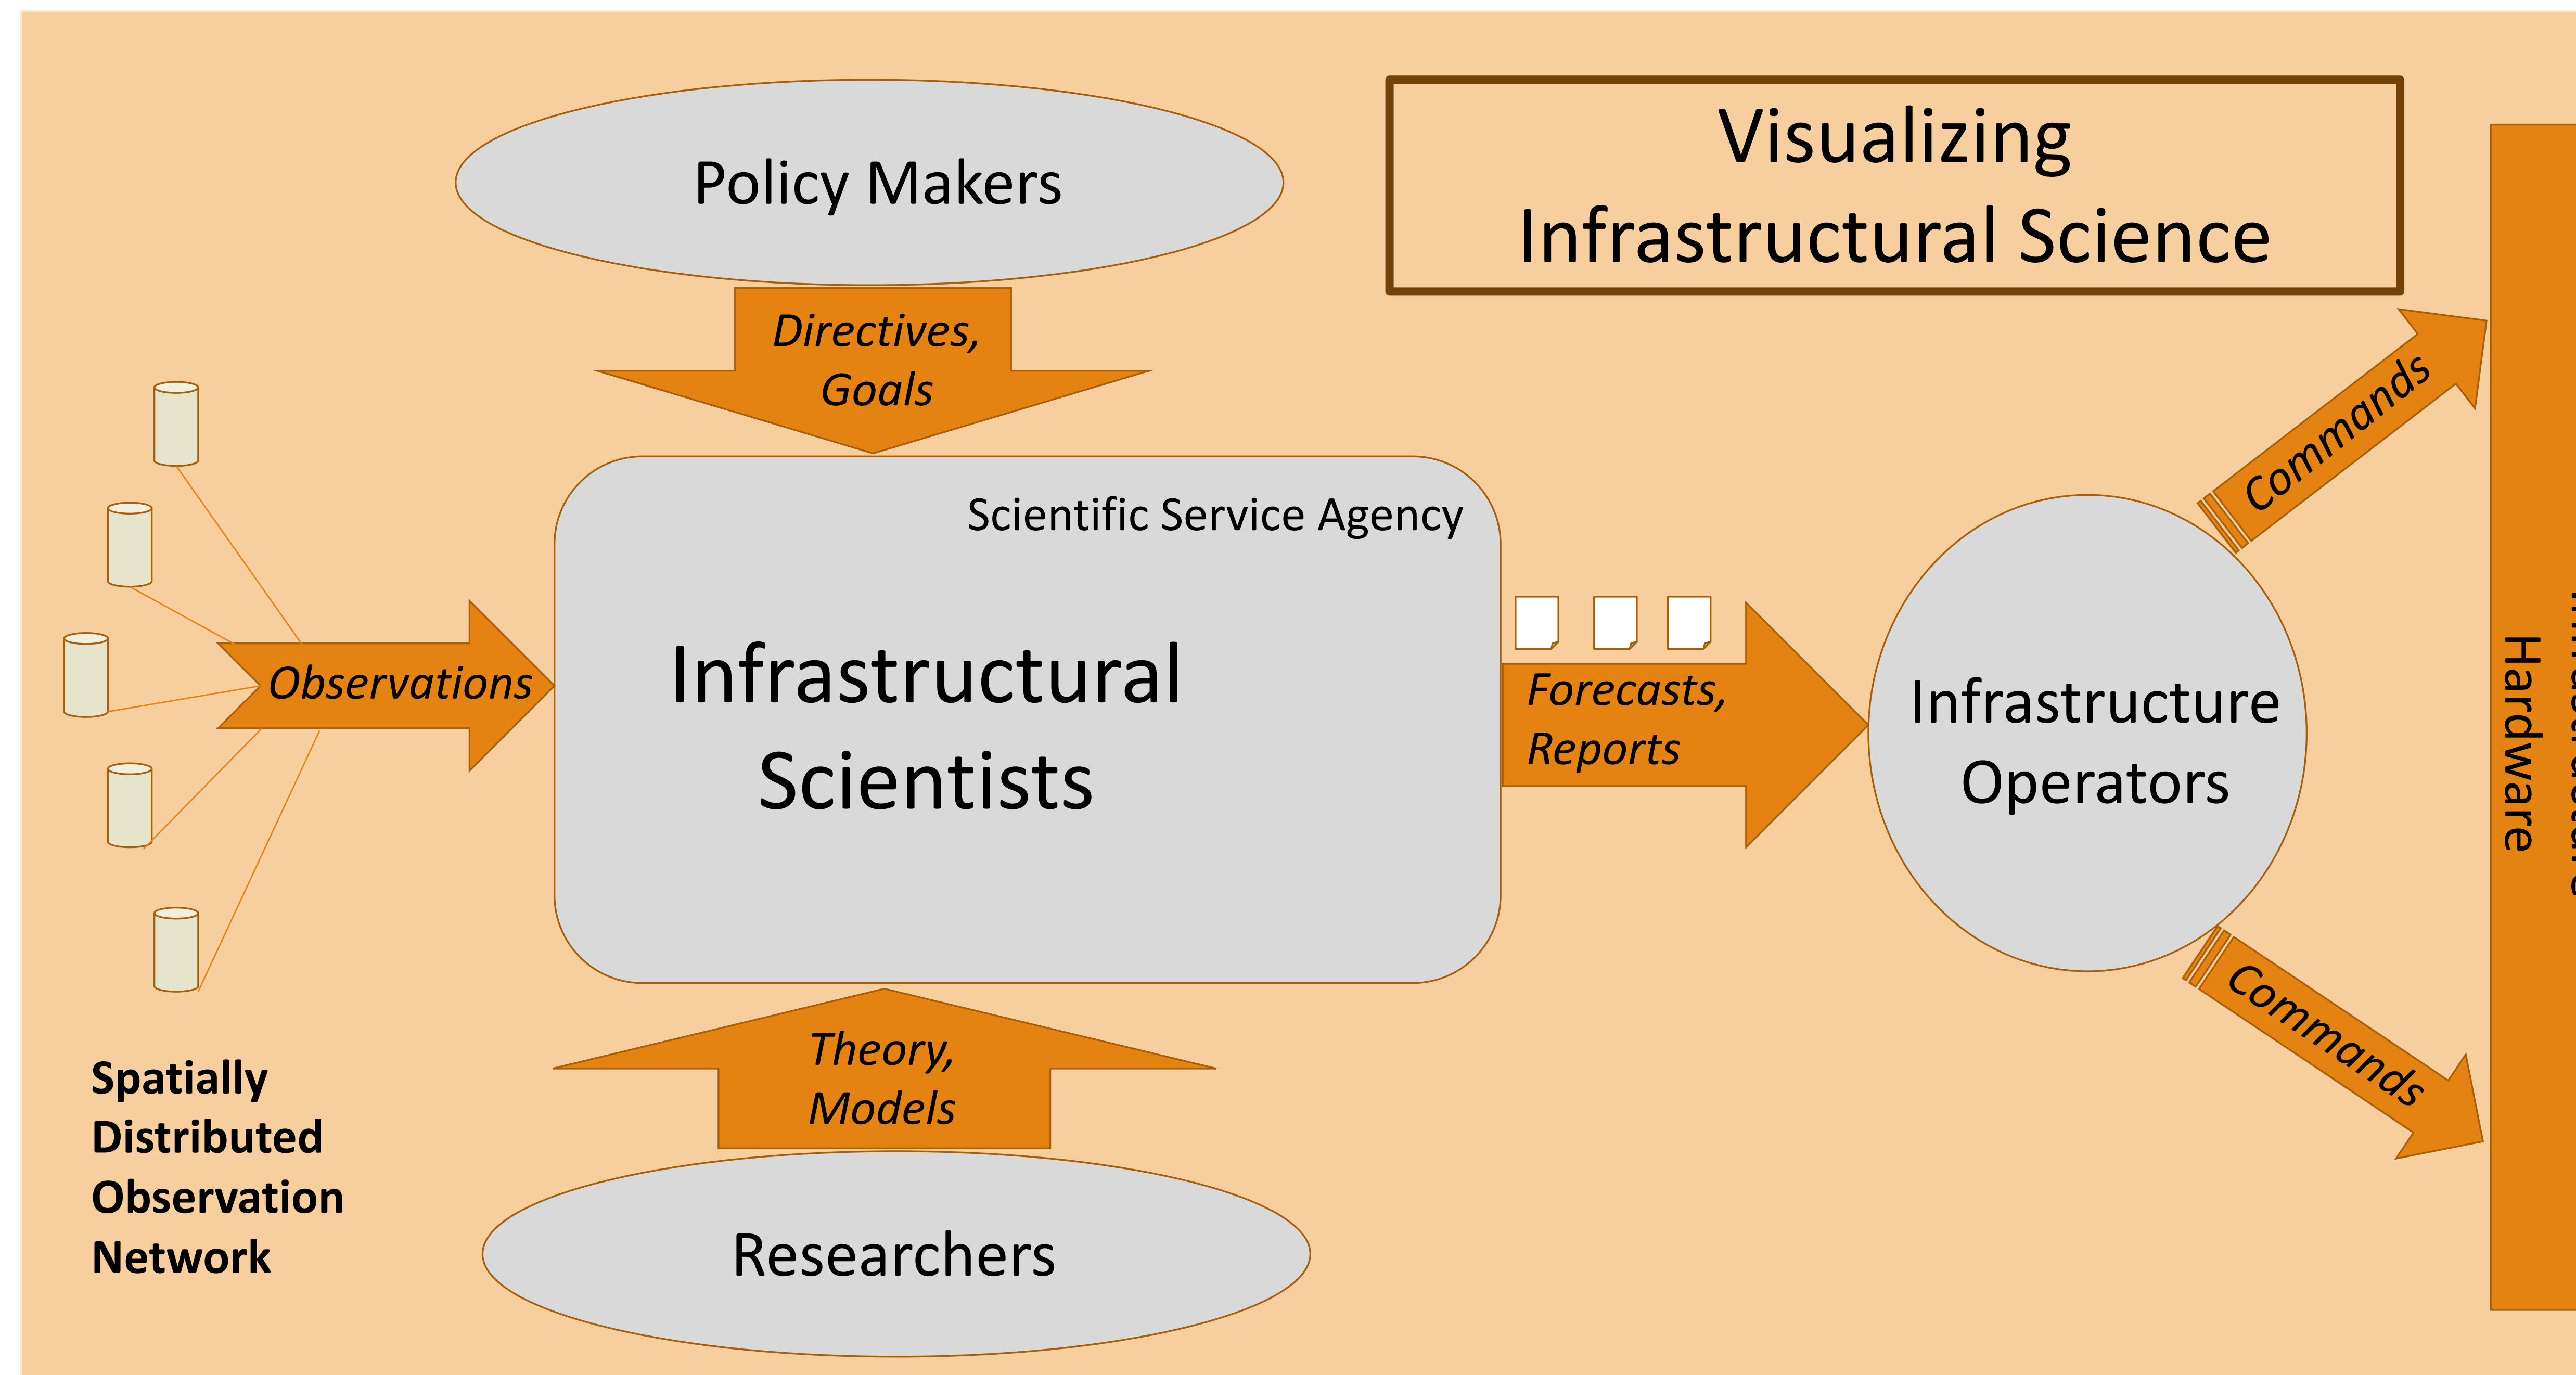 Policy Makers
Visualizing
Infrastructural Science
Directives,
Goals
Commands
Scientific Service Agency
Observations
Infrastructural
Scientists
Forecasts,
Reports
Infrastructure
Operators
Hardware
Commands
Theory,
Models
Spatially
Distributed
Observation
Network
Researchers